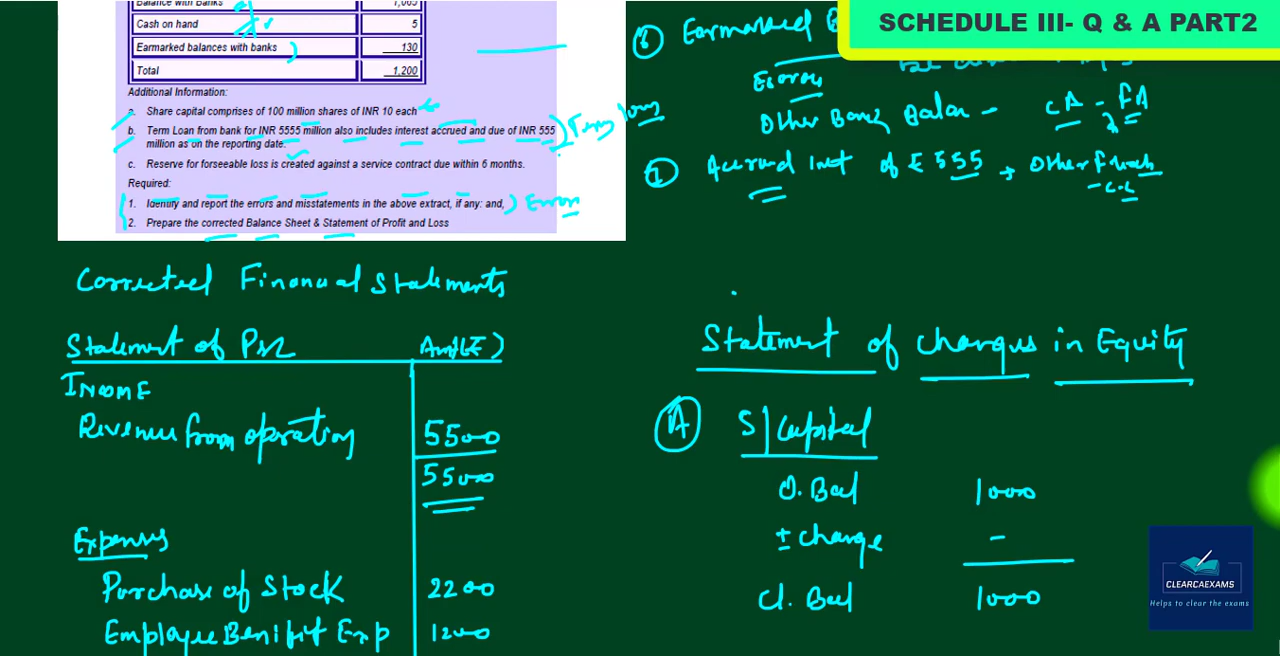 Balance with Banks 1,065
Cash on hand 5
Earmarked balances with banks 130
Total 1,200
Additional Information:
a. Share capital comprises of 100 million shares of INR 10 each
b. Term Loan from bank for INR 5555 million also includes interest accrued and due of INR 555
million as on the reporting date.
c. Reserve for forseeable loss is created against a service contract due within 6 months.
Required:
1. Identify and report the errors and misstatements in the above extract, if any: and,
2. Prepare the corrected Balance Sheet & Statement of Profit and Loss
Error
SCHEDULE III- Q & A PART2
Earmarked
Other Bank Balan - CA - FA
Accrued Int of ₹ 555 → Other F
- C.L
Corrected Financial Statements
Statement of P&L Amt(₹)
INCOME
Revenue from operating 5500
5500
Expenses
Purchase of Stock 2200
Employee Benifit Exp 1200
Statement of Changes in Equity
A S/Capital
O. Bal 1000
± change -
Cl. Bal 1000
CLEARCAEXAMS
Helps to clear the exams